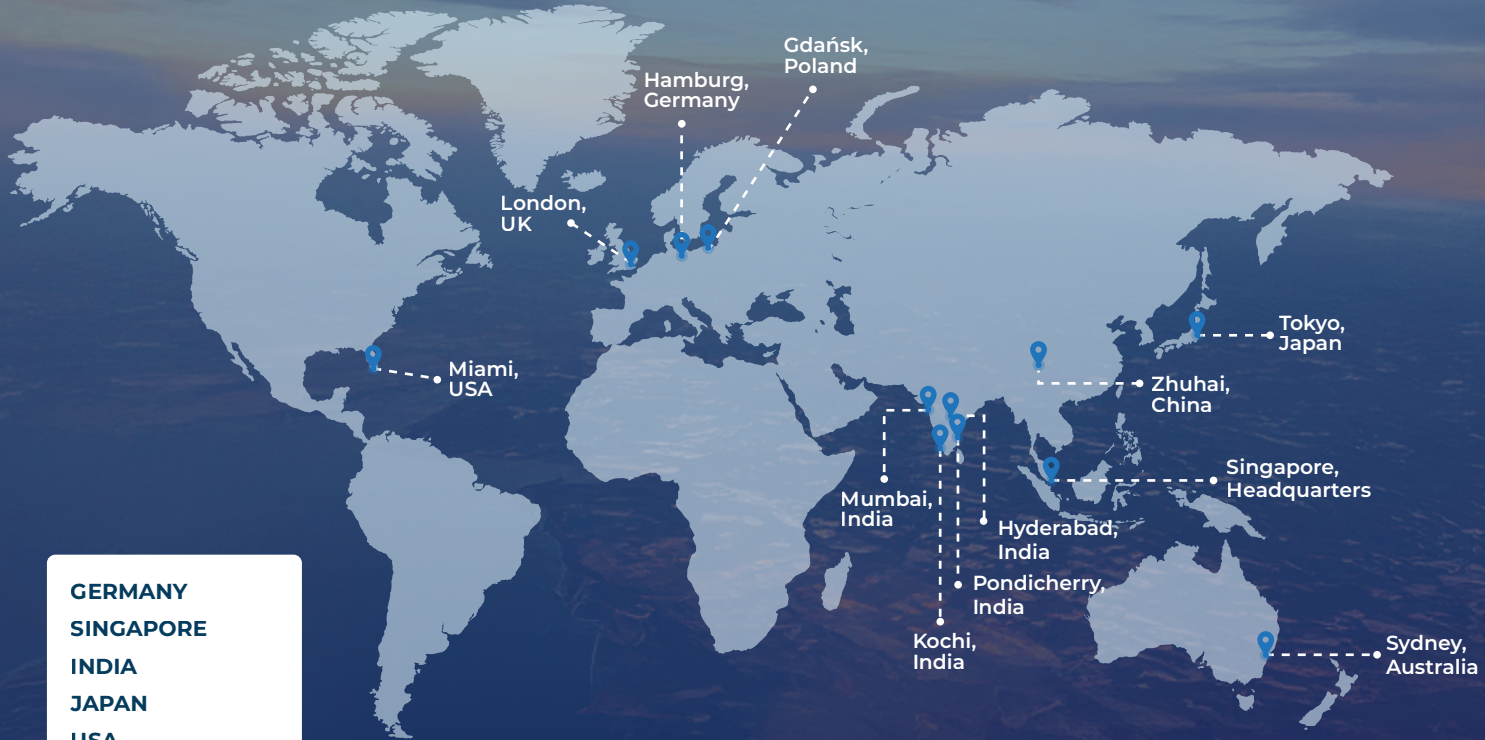 Gdańsk,
Poland
Hamburg,
Germany
London,
UK
Tokyo,
Japan
Miami,
USA
Zhuhai,
China
Singapore,
Headquarters
Mumbai,
India
Hyderabad,
India
Pondicherry,
India
Kochi,
India
Sydney,
Australia
GERMANY
SINGAPORE
INDIA
JAPAN
USA